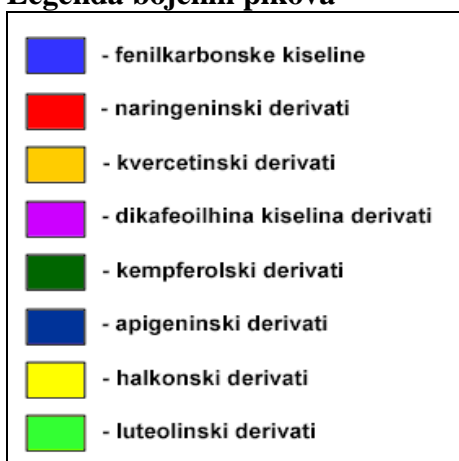 Legenda bojenih pikova
- fenilkarbonske kiseline
- naringeninski derivati
- kvercetinski derivati
- dikafeoilhina kiselina derivati
- kempferolski derivati
- apigeninski derivati
- halkonski derivati
- luteolinski derivati